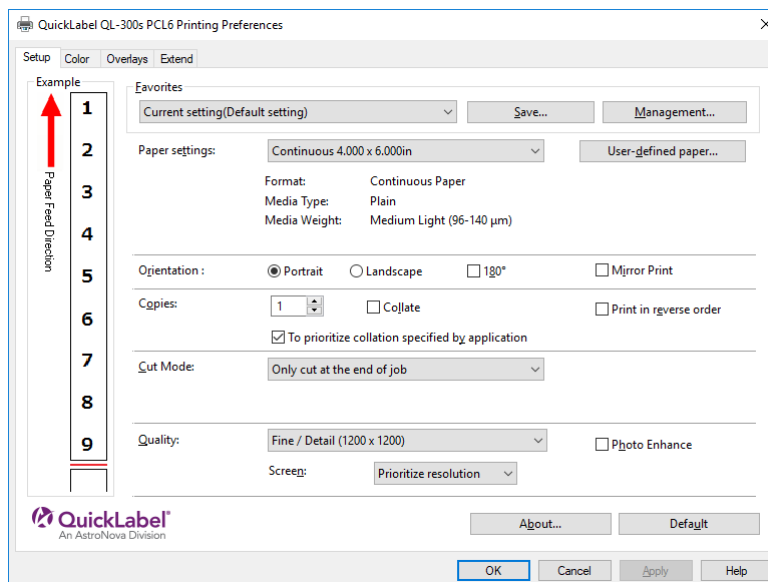 QuickLabel QL-300s PCL6 Printing Preferences
Setup Color Overlays Extend
Example
Paper Feed Direction
1
2
3
4
5
6
7
8
9
Favorites
Current setting(Default setting) Save... Management...
Paper settings: Continuous 4.000 x 6.000in User-defined paper...
Format: Continuous Paper
Media Type: Plain
Media Weight: Medium Light (96-140 µm)
Orientation : Portrait Landscape 180° Mirror Print
Copies: 1 Collate Print in reverse order
To prioritize collation specified by application
Cut Mode: Only cut at the end of job
Quality: Fine / Detail (1200 x 1200) Photo Enhance
Screen: Prioritize resolution
QuickLabel®
An AstroNova Division
About... Default
OK Cancel Apply Help